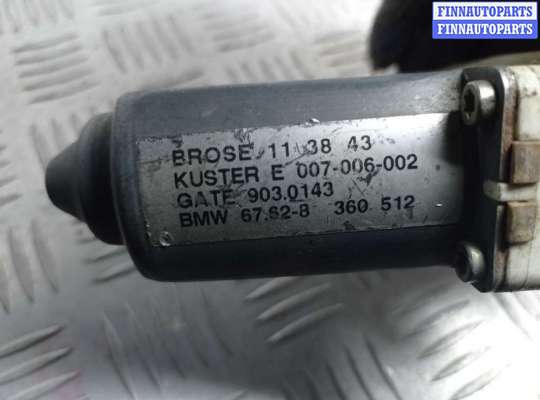 FINNAUTOPARTS
FINNAUTOPARTS
BROSE 11 38 43
KUSTER E 007-006-002
GATE 903.0143
BMW 67.62-8 360 512